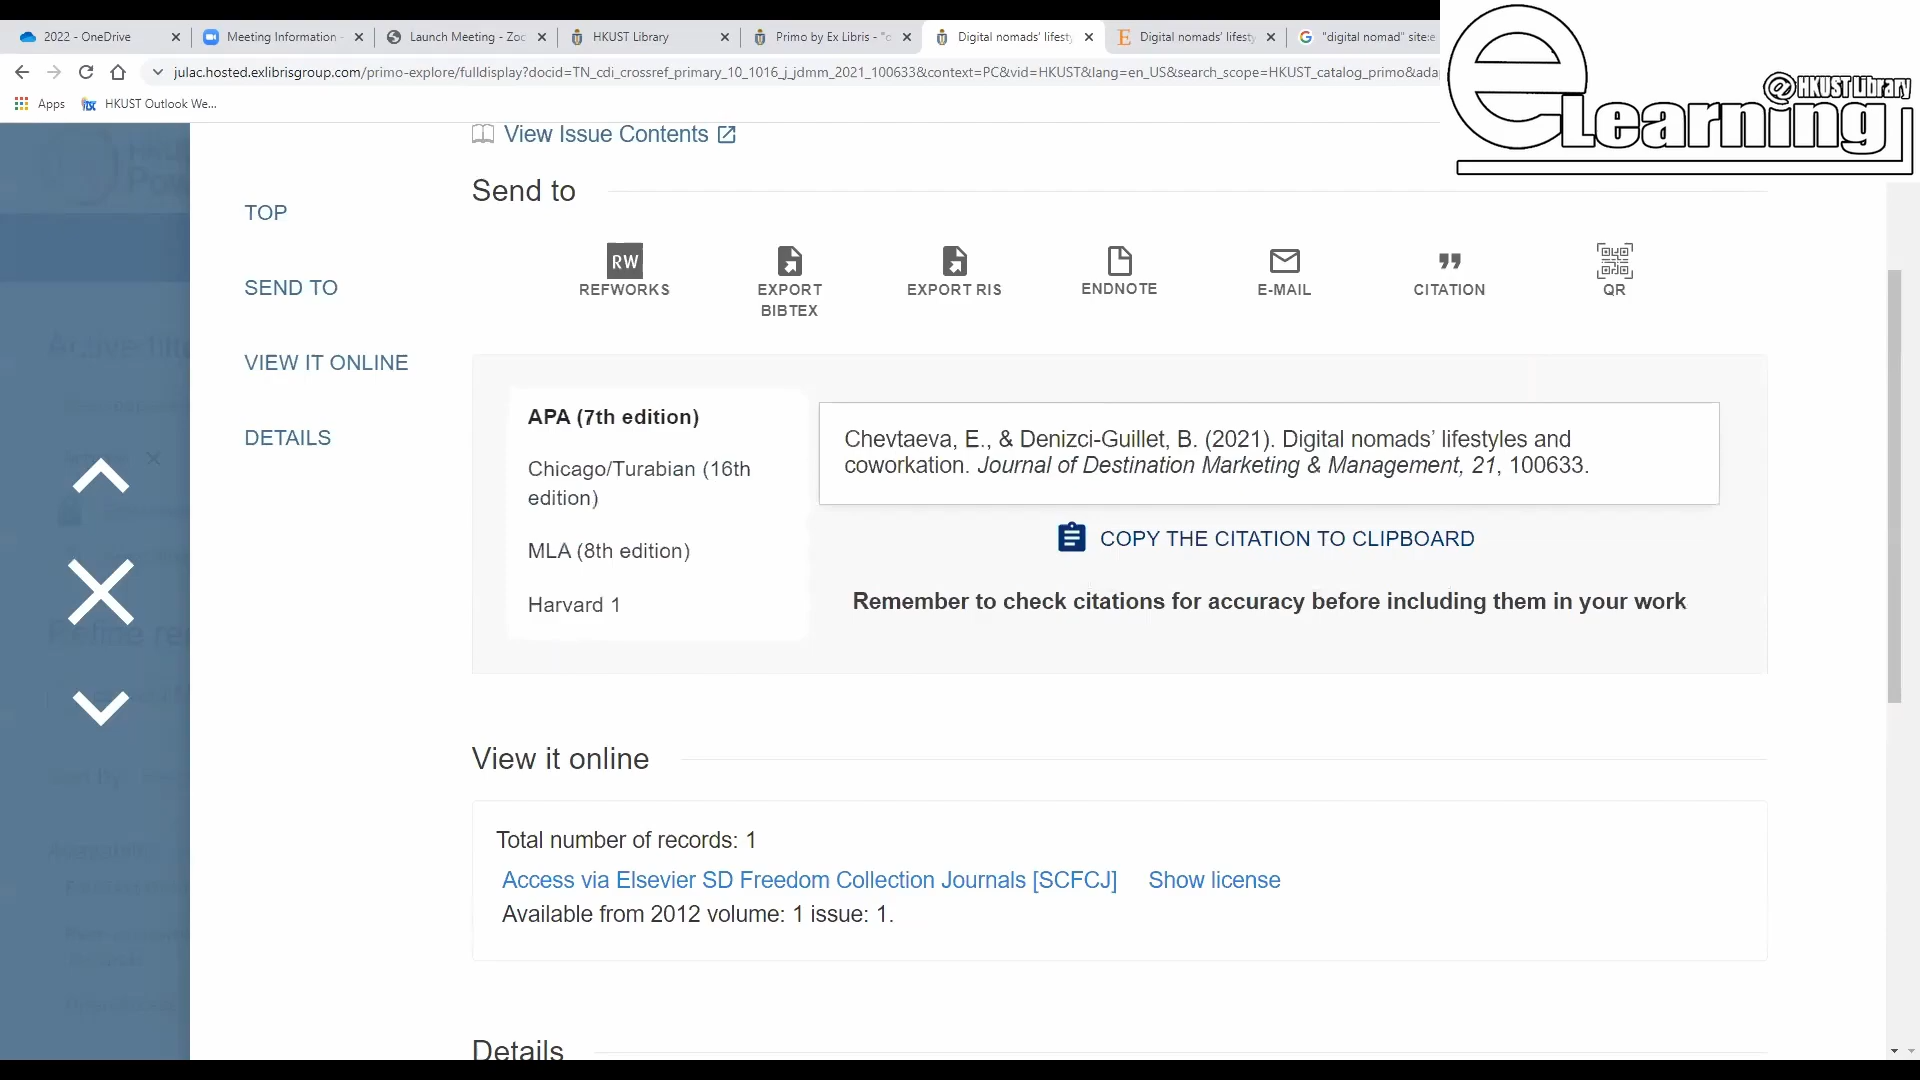 2022 - OneDrive
Meeting Information -
Launch Meeting - Zoo
HKUST Library
Primo by Ex Libris - "c
Digital nomads' lifesty
Digital nomads' lifesty
"digital nomad" site:e
julac.hosted.exlibrisgroup.com/primo-explore/fulldisplay?docid=TN_cdi_crossref_primary_10_1016_j_jdmm_2021_100633&context=PC&vid=HKUST&lang=en_US&search_scope=HKUST_catalog_primo&adap
Apps
HKUST Outlook We...
eLearning
@HKUST Library
View Issue Contents
Send to
TOP
SEND TO
VIEW IT ONLINE
DETAILS
RW
REFWORKS
EXPORT
BIBTEX
EXPORT RIS
ENDNOTE
E-MAIL
CITATION
QR
APA (7th edition)
Chicago/Turabian (16th
edition)
MLA (8th edition)
Harvard 1
Chevtaeva, E., & Denizci-Guillet, B. (2021). Digital nomads’ lifestyles and
coworkation. Journal of Destination Marketing & Management, 21, 100633.
COPY THE CITATION TO CLIPBOARD
Remember to check citations for accuracy before including them in your work
View it online
Total number of records: 1
Access via Elsevier SD Freedom Collection Journals [SCFCJ]
Show license
Available from 2012 volume: 1 issue: 1.
Details